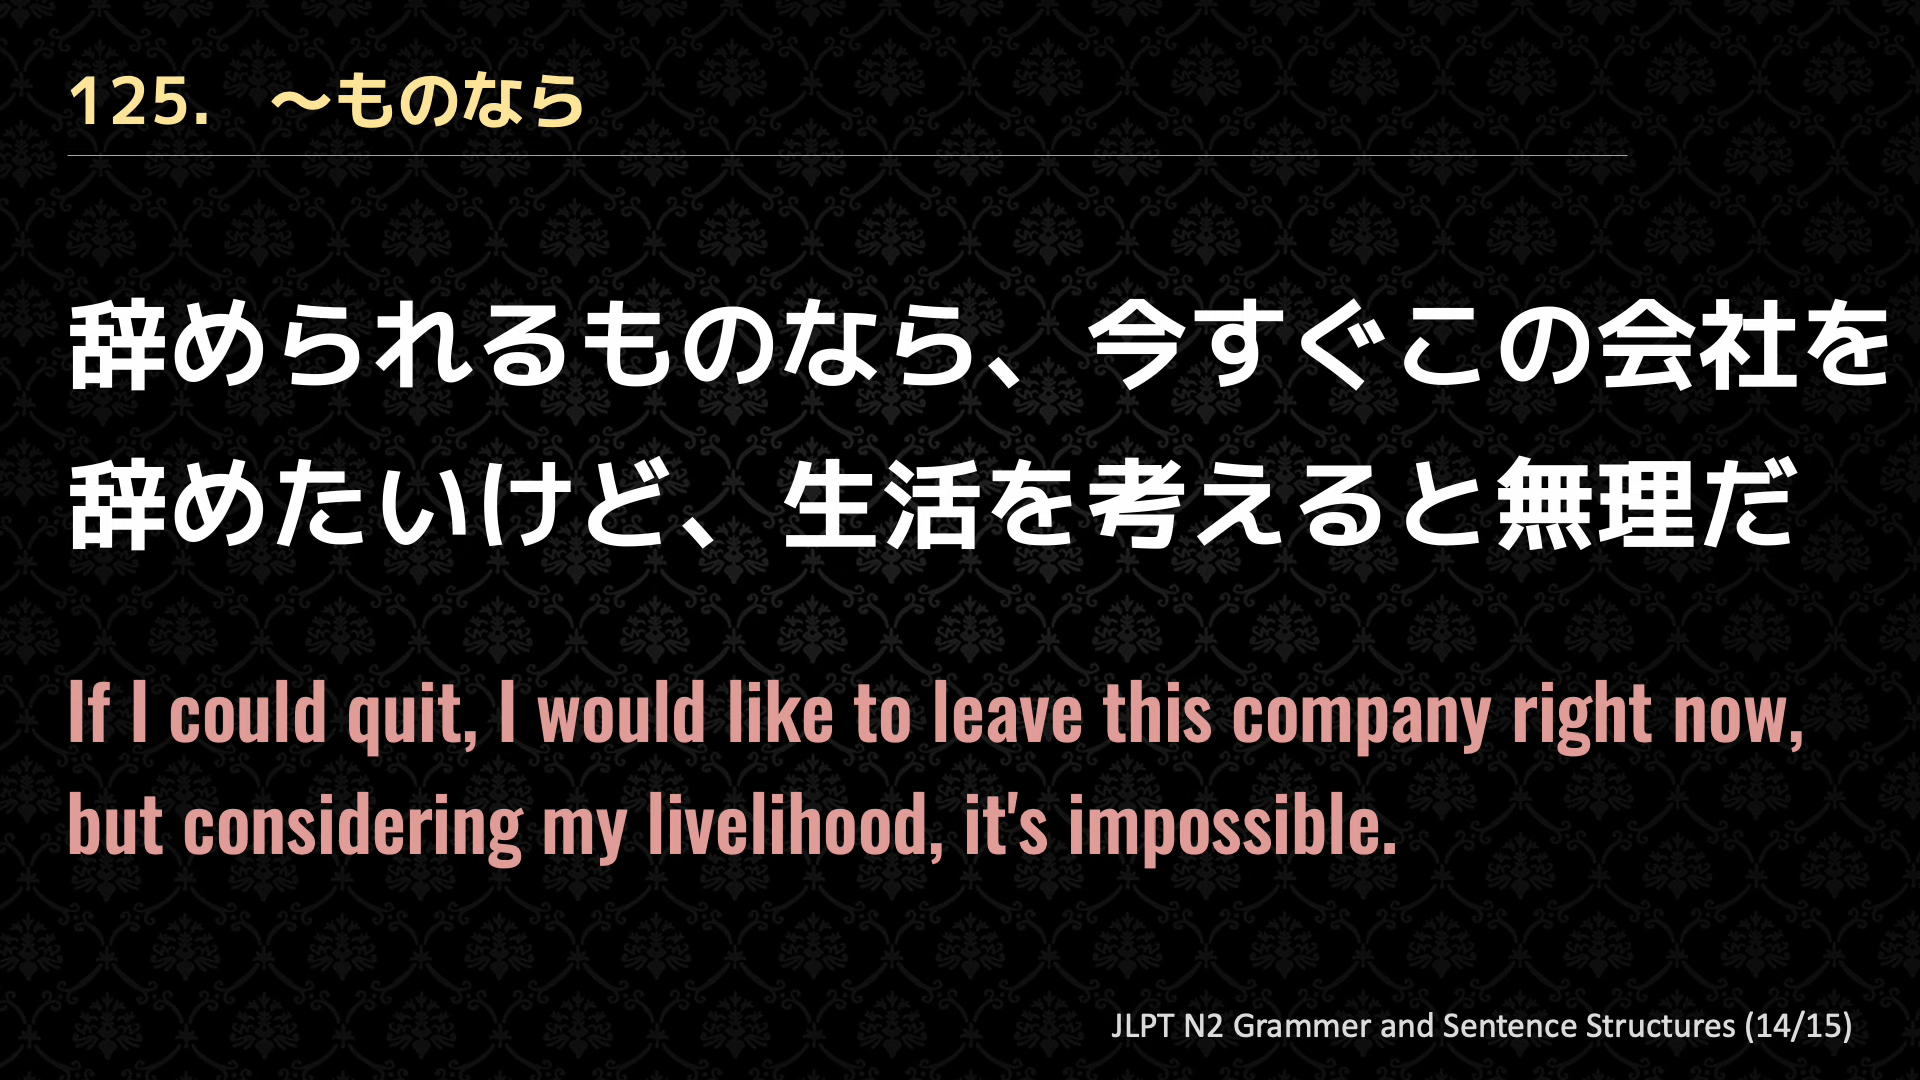 125.　～ものなら
辞められるものなら、今すぐこの会社を
辞めたいけど、生活を考えると無理だ
If I could quit, I would like to leave this company right now,
but considering my livelihood, it's impossible.
JLPT N2 Grammer and Sentence Structures (14/15)